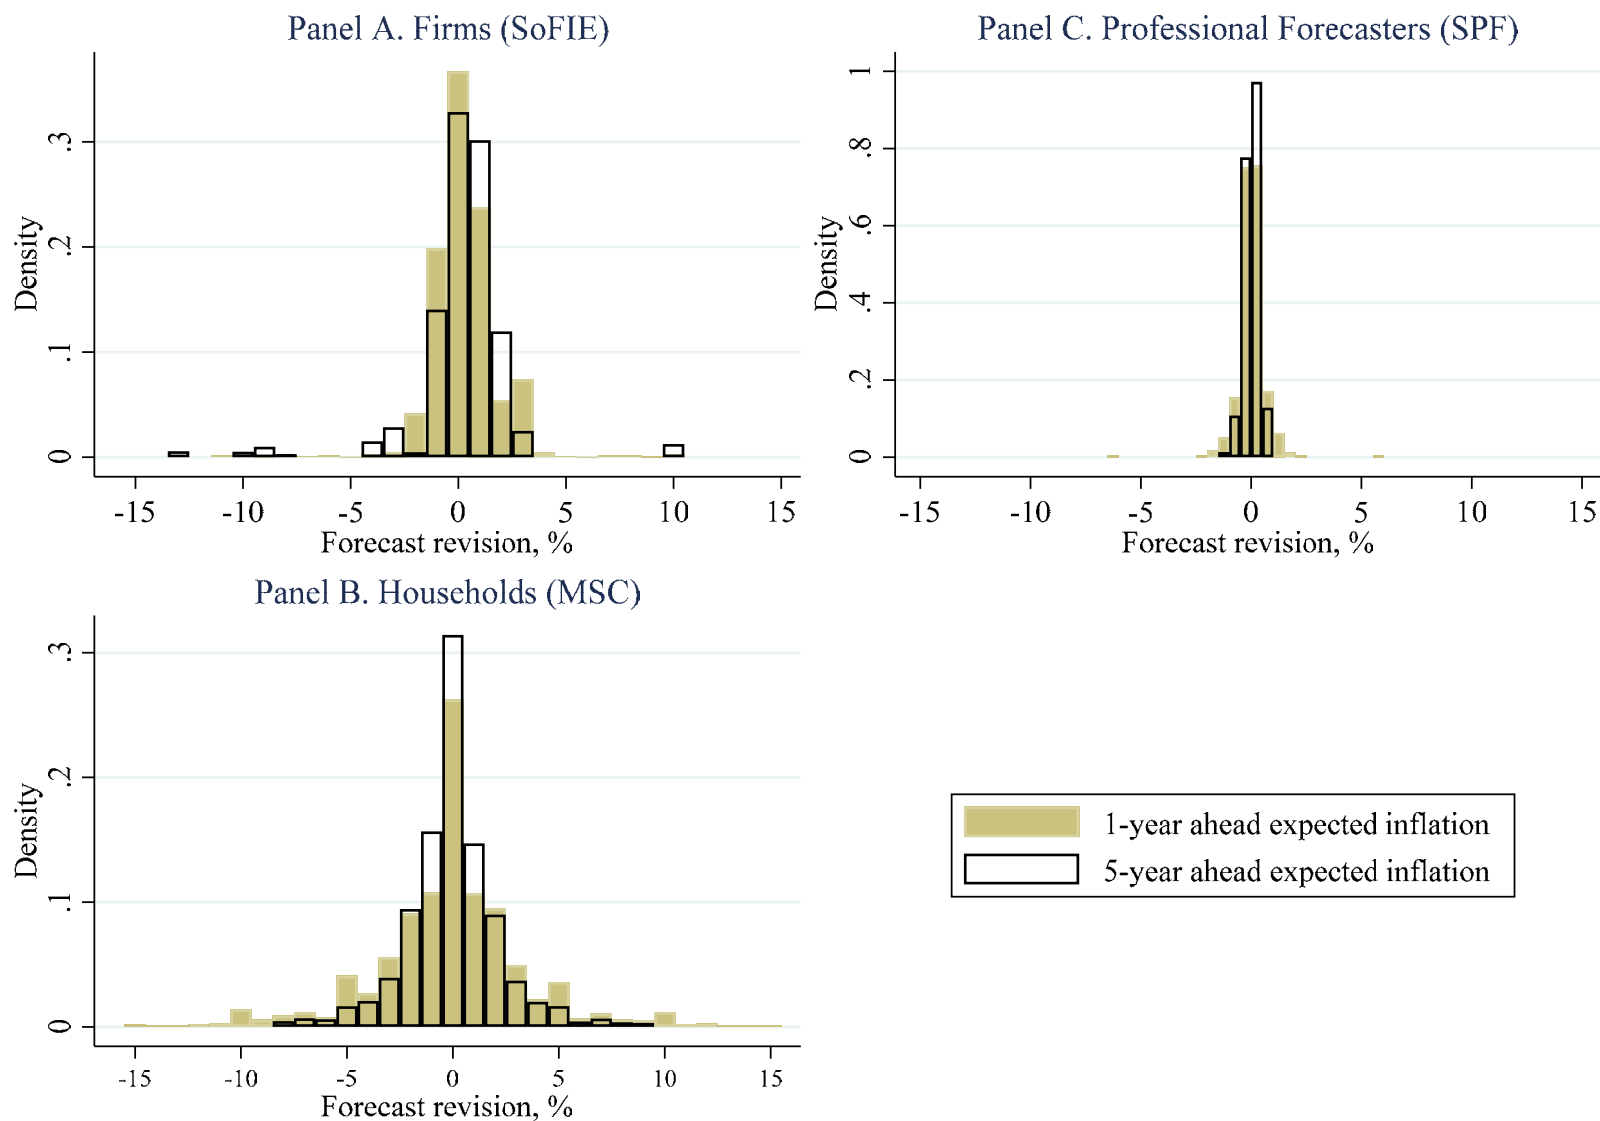 Panel A. Firms (SoFIE)
Density
0
.1
.2
.3
-15 -10 -5 0 5 10 15
Forecast revision, %
Panel C. Professional Forecasters (SPF)
Density
0
.2
.4
.6
.8
1
-15 -10 -5 0 5 10 15
Forecast revision, %
Panel B. Households (MSC)
Density
0
.1
.2
.3
-15 -10 -5 0 5 10 15
Forecast revision, %
1-year ahead expected inflation
5-year ahead expected inflation